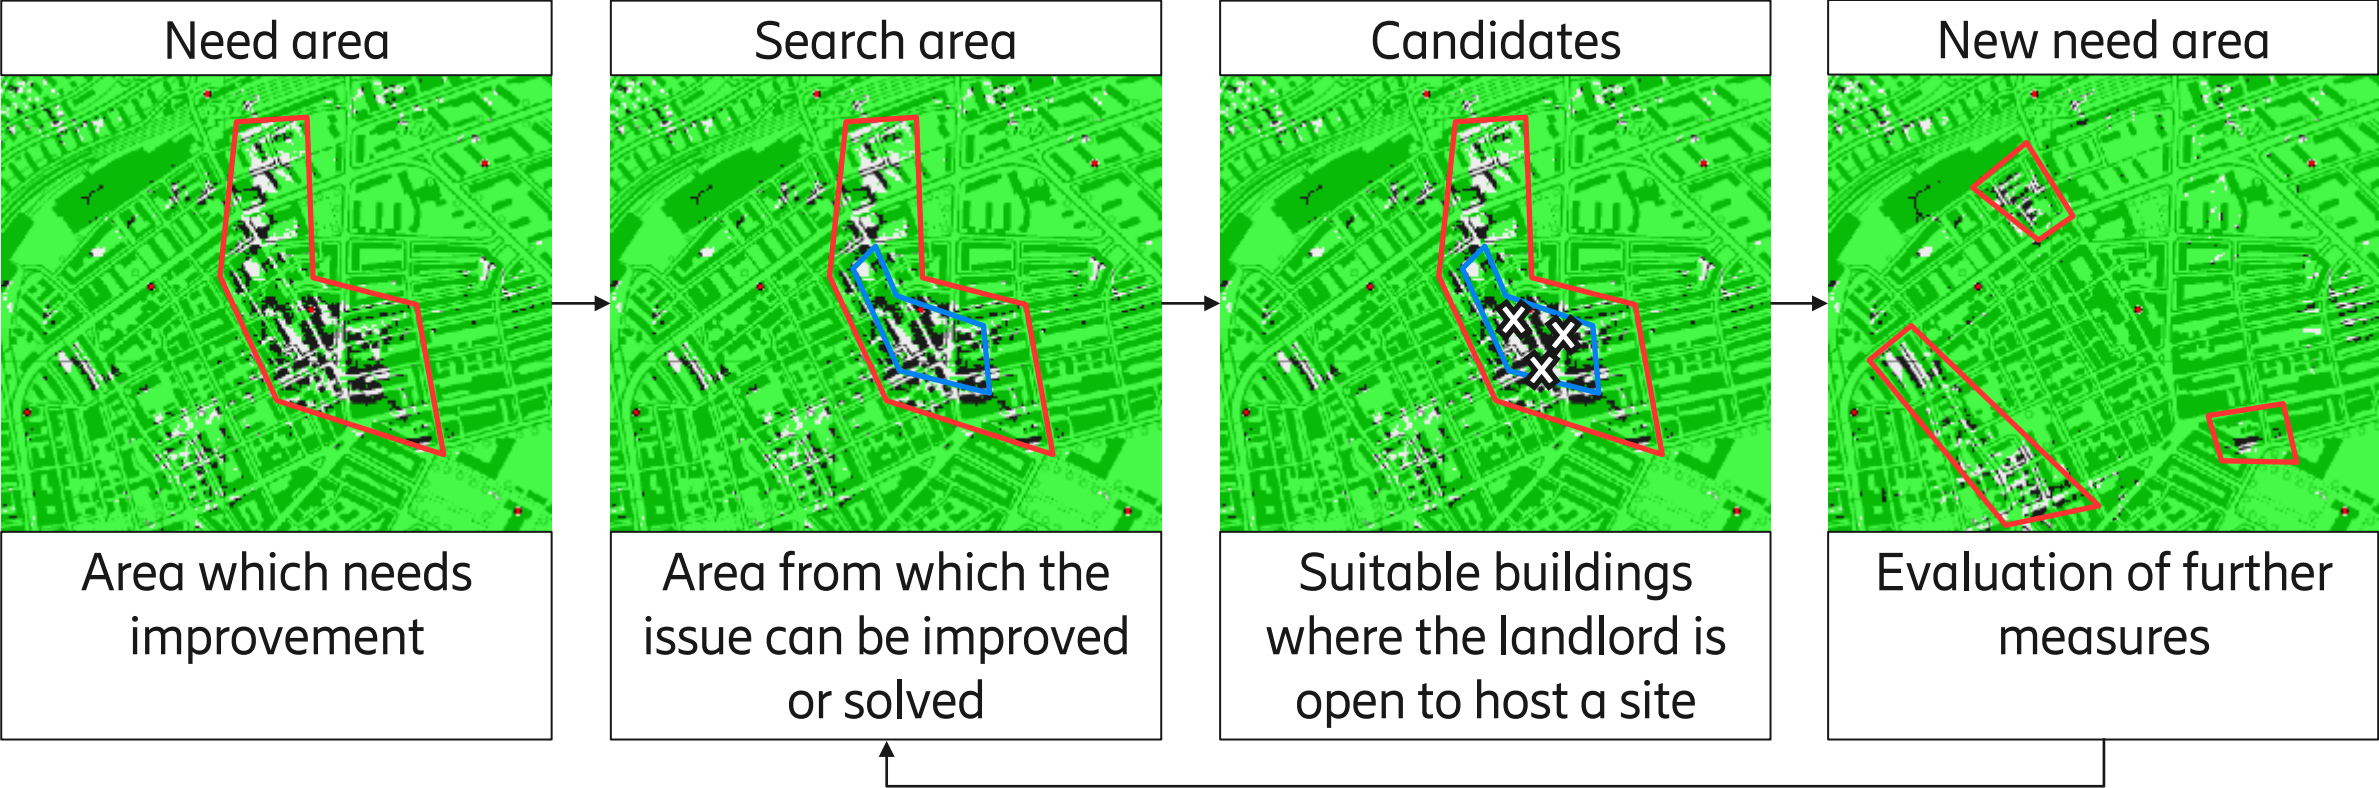 Need area
Search area
Candidates
New need area
Area which needs
improvement
Area from which the
issue can be improved
or solved
Suitable buildings
where the landlord is
open to host a site
Evaluation of further
measures